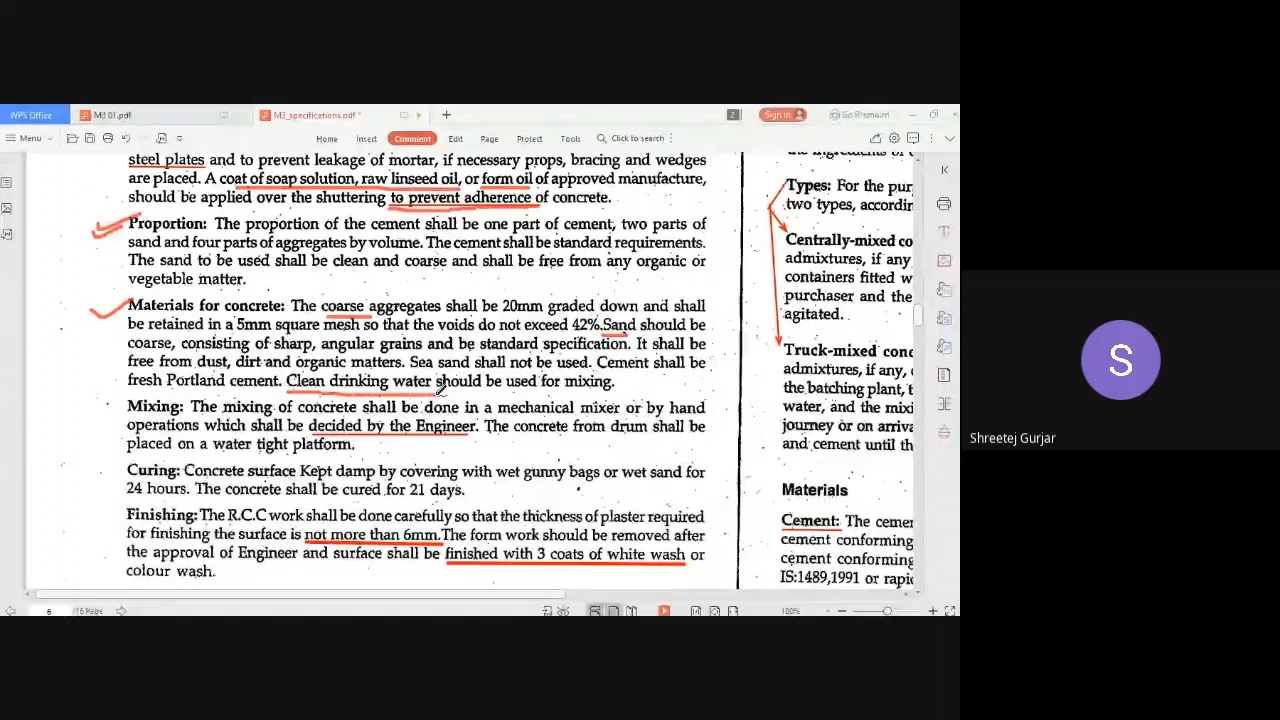 WPS Office
M3 01.pdf
M3_specifications.pdf *
+
2
Sign in
Go Premium
Menu
Home
Insert
Comment
Edit
Page
Protect
Tools
Click to search
steel plates and to prevent leakage of mortar, if necessary props, bracing and wedges
are placed. A coat of soap solution, raw linseed oil, or form oil of approved manufacture,
should be applied over the shuttering to prevent adherence of concrete.
Proportion: The proportion of the cement shall be one part of cement, two parts of
sand and four parts of aggregates by volume. The cement shall be standard requirements.
The sand to be used shall be clean and coarse and shall be free from any organic or
vegetable matter.
Materials for concrete: The coarse aggregates shall be 20mm graded down and shall
be retained in a 5mm square mesh so that the voids do not exceed 42%.Sand should be
coarse, consisting of sharp, angular grains and be standard specification. It shall be
free from dust, dirt and organic matters. Sea sand shall not be used. Cement shall be
fresh Portland cement. Clean drinking water should be used for mixing.
Mixing: The mixing of concrete shall be done in a mechanical mixer or by hand
operations which shall be decided by the Engineer. The concrete from drum shall be
placed on a water tight platform.
Curing: Concrete surface Kept damp by covering with wet gunny bags or wet sand for
24 hours. The concrete shall be cured for 21 days.
Finishing: The R.C.C work shall be done carefully so that the thickness of plaster required
for finishing the surface is not more than 6mm.The form work should be removed after
the approval of Engineer and surface shall be finished with 3 coats of white wash or
colour wash.
the ingredients of c
Types: For the pur
two types, accordin
Centrally-mixed co
admixtures, if any
containers fitted w
purchaser and the
agitated.
Truck-mixed conc
admixtures, if any,
the batching plant, t
water, and the mixi
journey or on arriva
and cement until th
Materials
Cement: The cemen
cement conforming
cement conforming
IS:1489,1991 or rapid
6
/15 Page
130%
S
Shreetej Gurjar